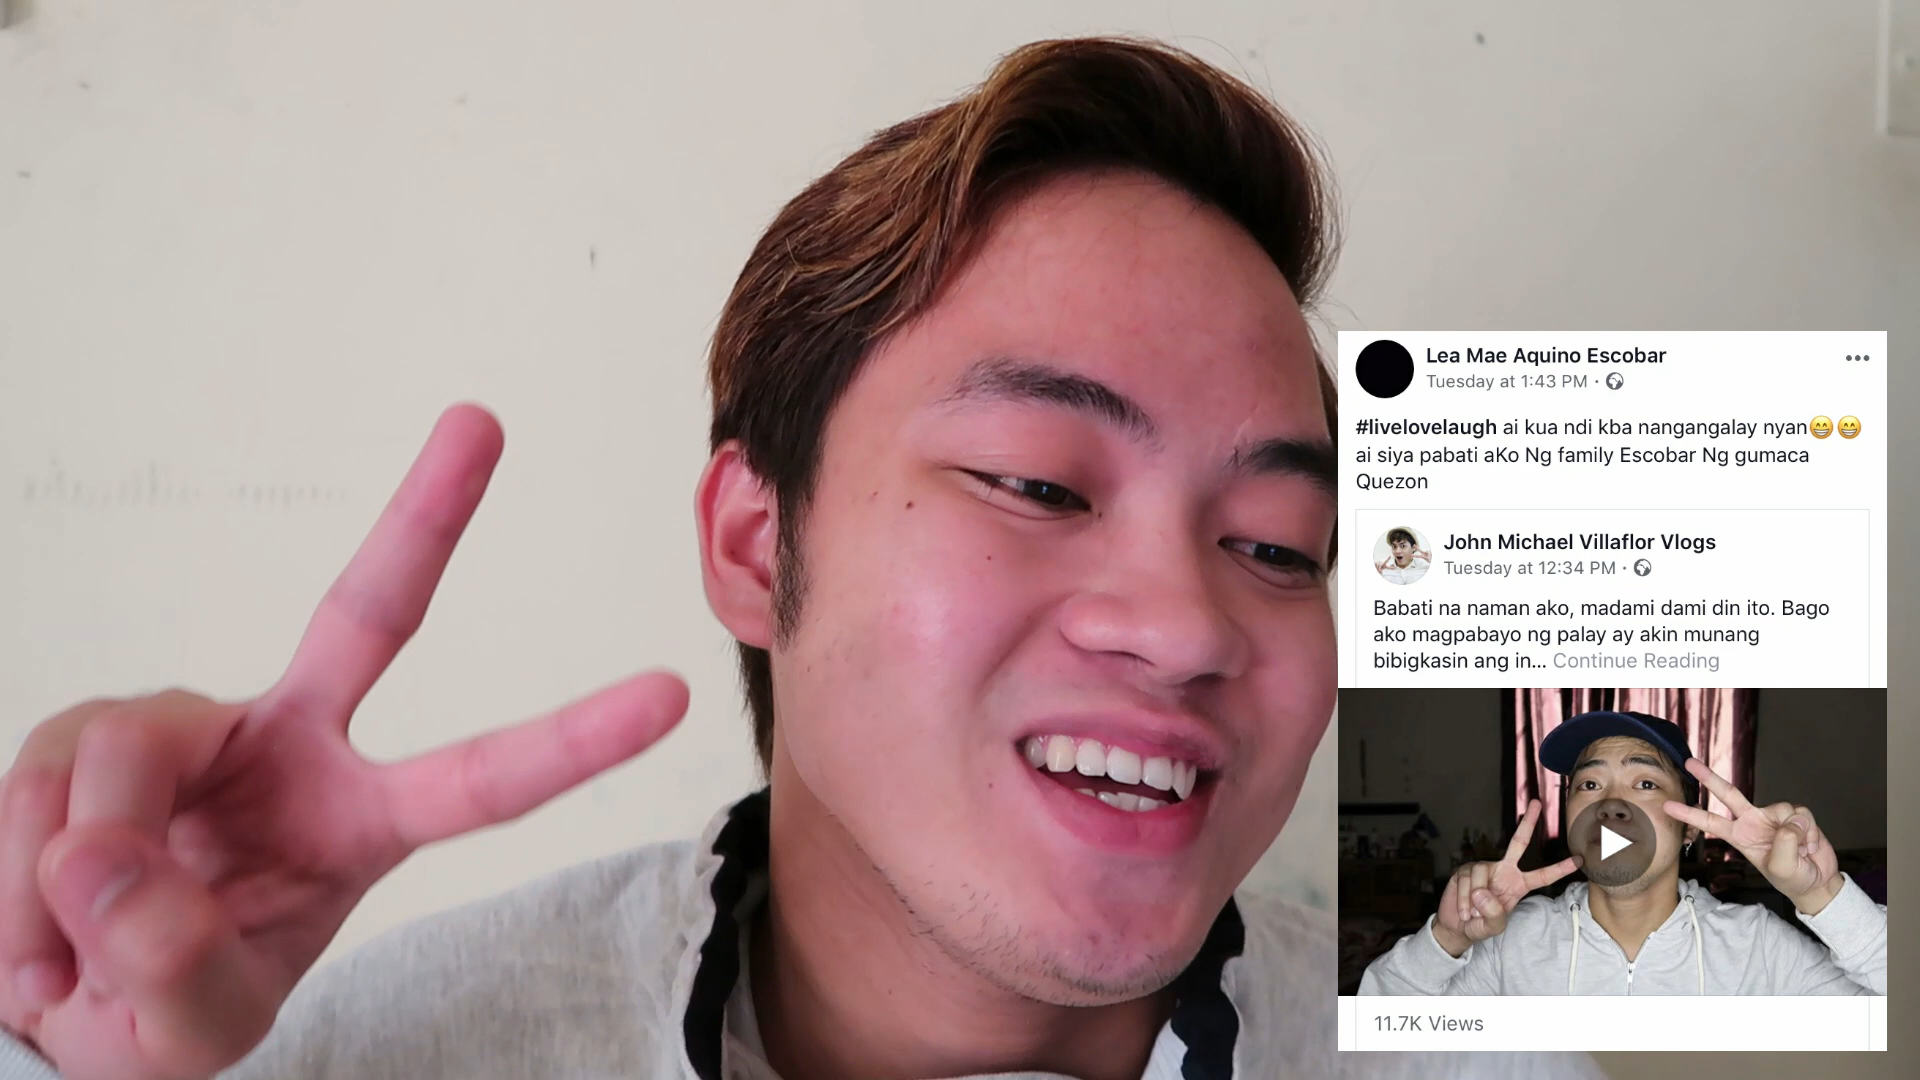 Lea Mae Aquino Escobar
Tuesday at 1:43 PM ·
#livelovelaugh ai kua ndi kba nangangalay nyan😁😁
ai siya pabati aKo Ng family Escobar Ng gumaca
Quezon
John Michael Villaflor Vlogs
Tuesday at 12:34 PM ·
Babati na naman ako, madami dami din ito. Bago
ako magpabayo ng palay ay akin munang
bibigkasin ang in... Continue Reading
11.7K Views